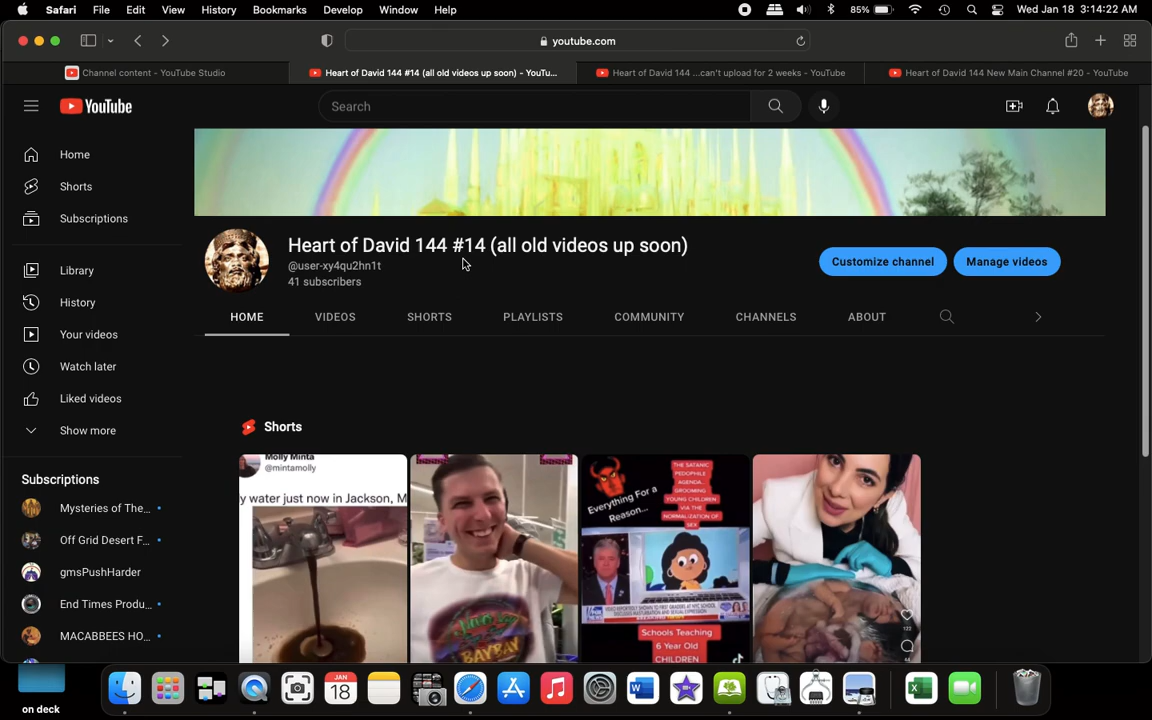 Safari File Edit View History Bookmarks Develop Window Help 85% Wed Jan 18 3:14:22 AM
youtube.com
Channel content - YouTube Studio Heart of David 144 #14 (all old videos up soon) - YouTu... Heart of David 144 ...can't upload for 2 weeks - YouTube Heart of David 144 New Main Channel #20 - YouTube
YouTube Search
Home
Shorts
Subscriptions
Heart of David 144 #14 (all old videos up soon)
@user-xy4qu2hn1t
41 subscribers
Customize channel Manage videos
Library
History
Your videos
Watch later
Liked videos
Show more
HOME VIDEOS SHORTS PLAYLISTS COMMUNITY CHANNELS ABOUT
Shorts
Subscriptions
Mysteries of The...
Off Grid Desert F...
gmsPushHarder
End Times Produ...
MACABBEES HO...
Molly Minta
@mintamolly
y water just now in Jackson, M
BAYBAY
Everything For a
Reason...
THE SATANIC
PEDOPHILE
AGENDA..
GROOMING
YOUNG CHILDREN
VIA THE
NORMALIZATION OF
SEX
Schools Teaching
6 Year Old
CHILDREN
JAN
18
on deck